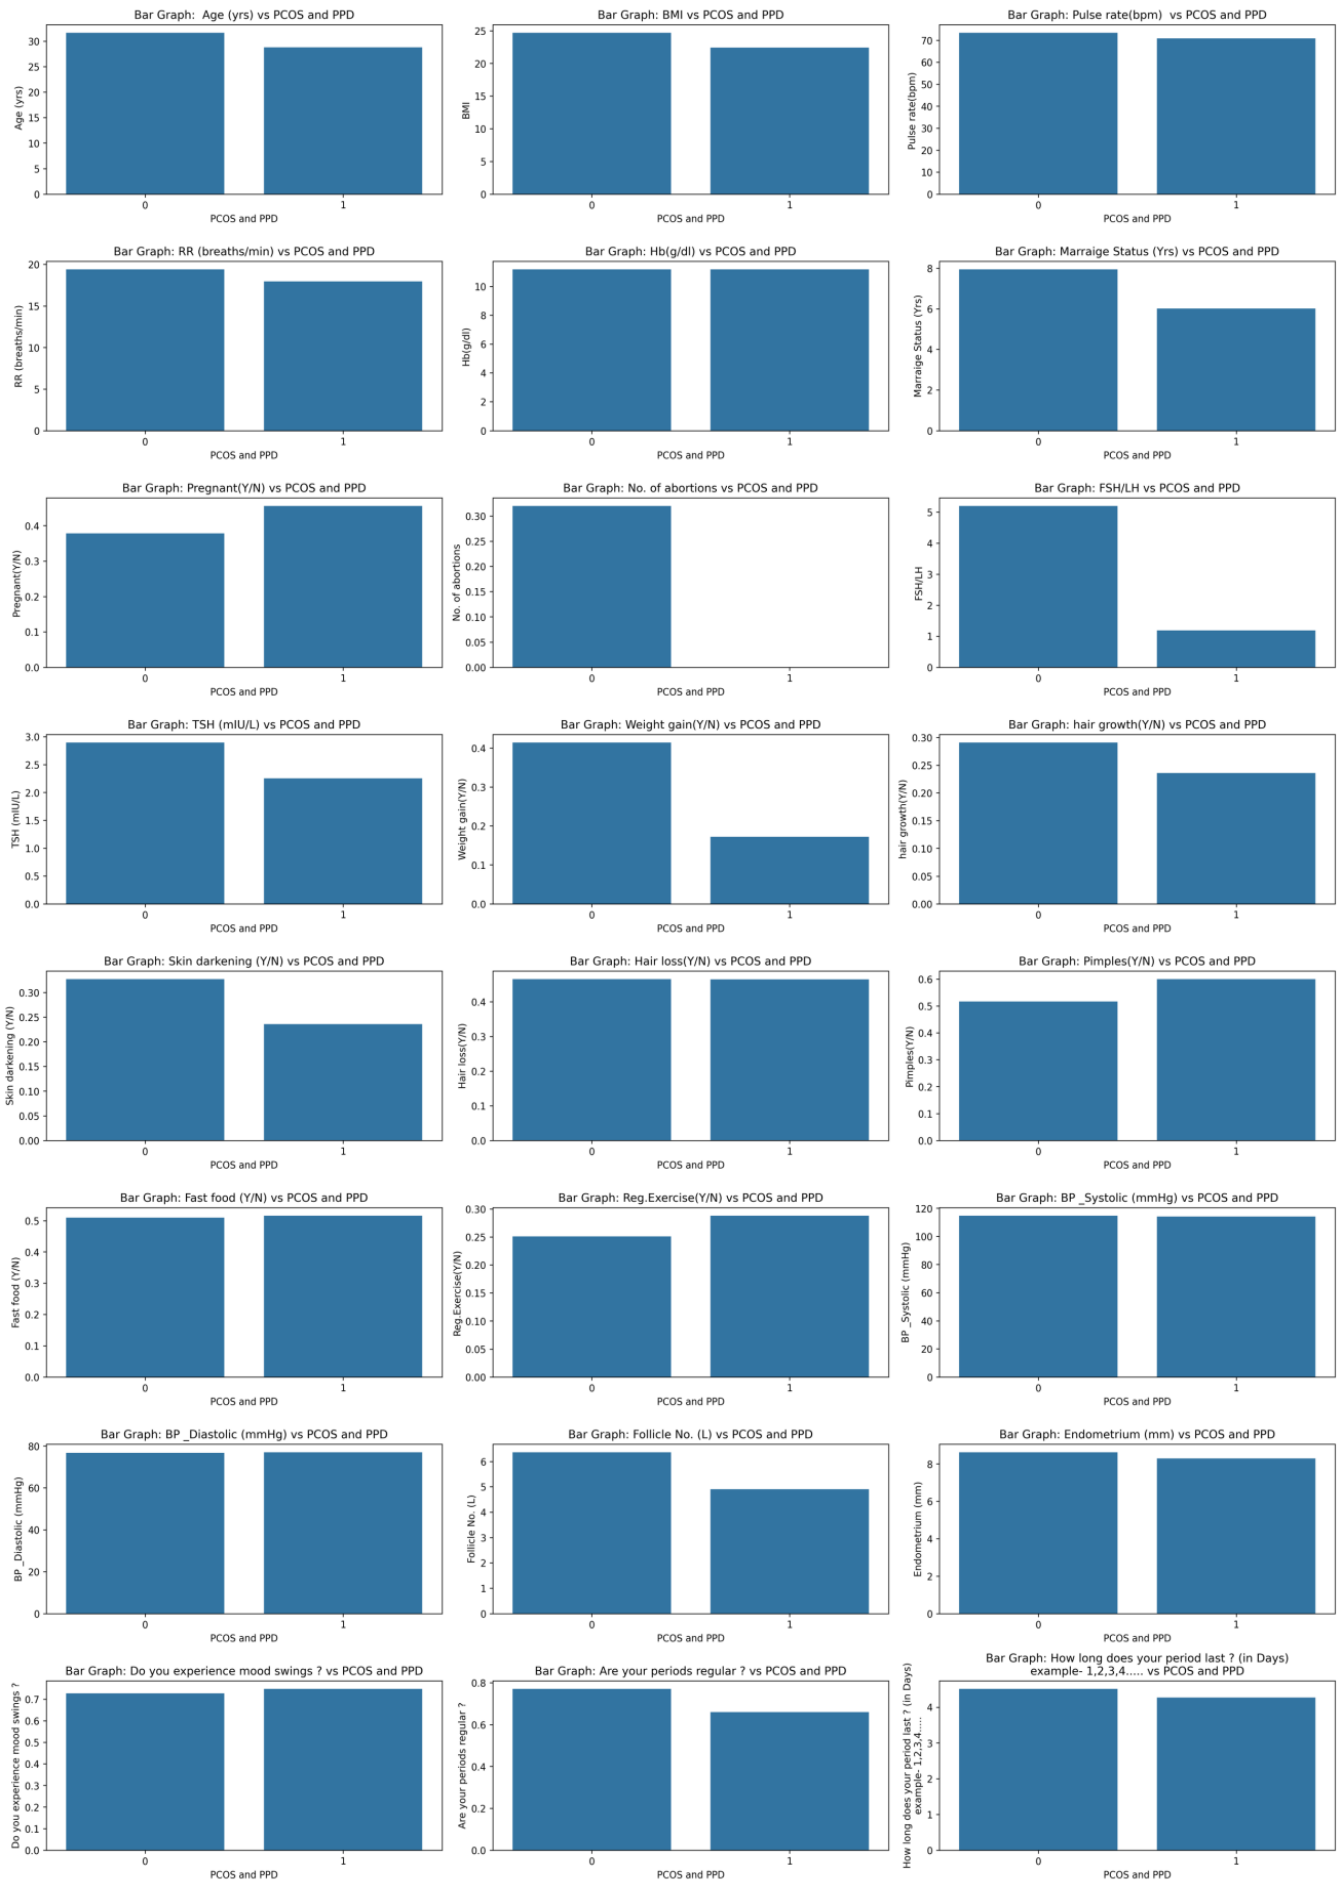 Bar Graph:  Age (yrs) vs PCOS and PPD
Age (yrs)
30
25
20
15
10
5
0
0 1
PCOS and PPD
Bar Graph: BMI vs PCOS and PPD
BMI
25
20
15
10
5
0
0 1
PCOS and PPD
Bar Graph: Pulse rate(bpm)  vs PCOS and PPD
Pulse rate(bpm)
70
60
50
40
30
20
10
0
0 1
PCOS and PPD
Bar Graph: RR (breaths/min) vs PCOS and PPD
RR (breaths/min)
20
15
10
5
0
0 1
PCOS and PPD
Bar Graph: Hb(g/dl) vs PCOS and PPD
Hb(g/dl)
10
8
6
4
2
0
0 1
PCOS and PPD
Bar Graph: Marraige Status (Yrs) vs PCOS and PPD
Marraige Status (Yrs)
8
6
4
2
0
0 1
PCOS and PPD
Bar Graph: Pregnant(Y/N) vs PCOS and PPD
Pregnant(Y/N)
0.4
0.3
0.2
0.1
0.0
0 1
PCOS and PPD
Bar Graph: No. of abortions vs PCOS and PPD
No. of abortions
0.30
0.25
0.20
0.15
0.10
0.05
0.00
0 1
PCOS and PPD
Bar Graph: FSH/LH vs PCOS and PPD
FSH/LH
5
4
3
2
1
0
0 1
PCOS and PPD
Bar Graph: TSH (mIU/L) vs PCOS and PPD
TSH (mIU/L)
3.0
2.5
2.0
1.5
1.0
0.5
0.0
0 1
PCOS and PPD
Bar Graph: Weight gain(Y/N) vs PCOS and PPD
Weight gain(Y/N)
0.4
0.3
0.2
0.1
0.0
0 1
PCOS and PPD
Bar Graph: hair growth(Y/N) vs PCOS and PPD
hair growth(Y/N)
0.30
0.25
0.20
0.15
0.10
0.05
0.00
0 1
PCOS and PPD
Bar Graph: Skin darkening (Y/N) vs PCOS and PPD
Skin darkening (Y/N)
0.30
0.25
0.20
0.15
0.10
0.05
0.00
0 1
PCOS and PPD
Bar Graph: Hair loss(Y/N) vs PCOS and PPD
Hair loss(Y/N)
0.4
0.3
0.2
0.1
0.0
0 1
PCOS and PPD
Bar Graph: Pimples(Y/N) vs PCOS and PPD
Pimples(Y/N)
0.6
0.5
0.4
0.3
0.2
0.1
0.0
0 1
PCOS and PPD
Bar Graph: Fast food (Y/N) vs PCOS and PPD
Fast food (Y/N)
0.5
0.4
0.3
0.2
0.1
0.0
0 1
PCOS and PPD
Bar Graph: Reg.Exercise(Y/N) vs PCOS and PPD
Reg.Exercise(Y/N)
0.30
0.25
0.20
0.15
0.10
0.05
0.00
0 1
PCOS and PPD
Bar Graph: BP _Systolic (mmHg) vs PCOS and PPD
BP _Systolic (mmHg)
120
100
80
60
40
20
0
0 1
PCOS and PPD
Bar Graph: BP _Diastolic (mmHg) vs PCOS and PPD
BP _Diastolic (mmHg)
80
60
40
20
0
0 1
PCOS and PPD
Bar Graph: Follicle No. (L) vs PCOS and PPD
Follicle No. (L)
6
5
4
3
2
1
0
0 1
PCOS and PPD
Bar Graph: Endometrium (mm) vs PCOS and PPD
Endometrium (mm)
8
6
4
2
0
0 1
PCOS and PPD
Bar Graph: Do you experience mood swings ? vs PCOS and PPD
Do you experience mood swings ?
0.7
0.6
0.5
0.4
0.3
0.2
0.1
0.0
0 1
PCOS and PPD
Bar Graph: Are your periods regular ? vs PCOS and PPD
Are your periods regular ?
0.8
0.6
0.4
0.2
0.0
0 1
PCOS and PPD
Bar Graph: How long does your period last ? (in Days)
example- 1,2,3,4..... vs PCOS and PPD
How long does your period last ? (in Days)
example- 1,2,3,4.....
4
3
2
1
0
0 1
PCOS and PPD